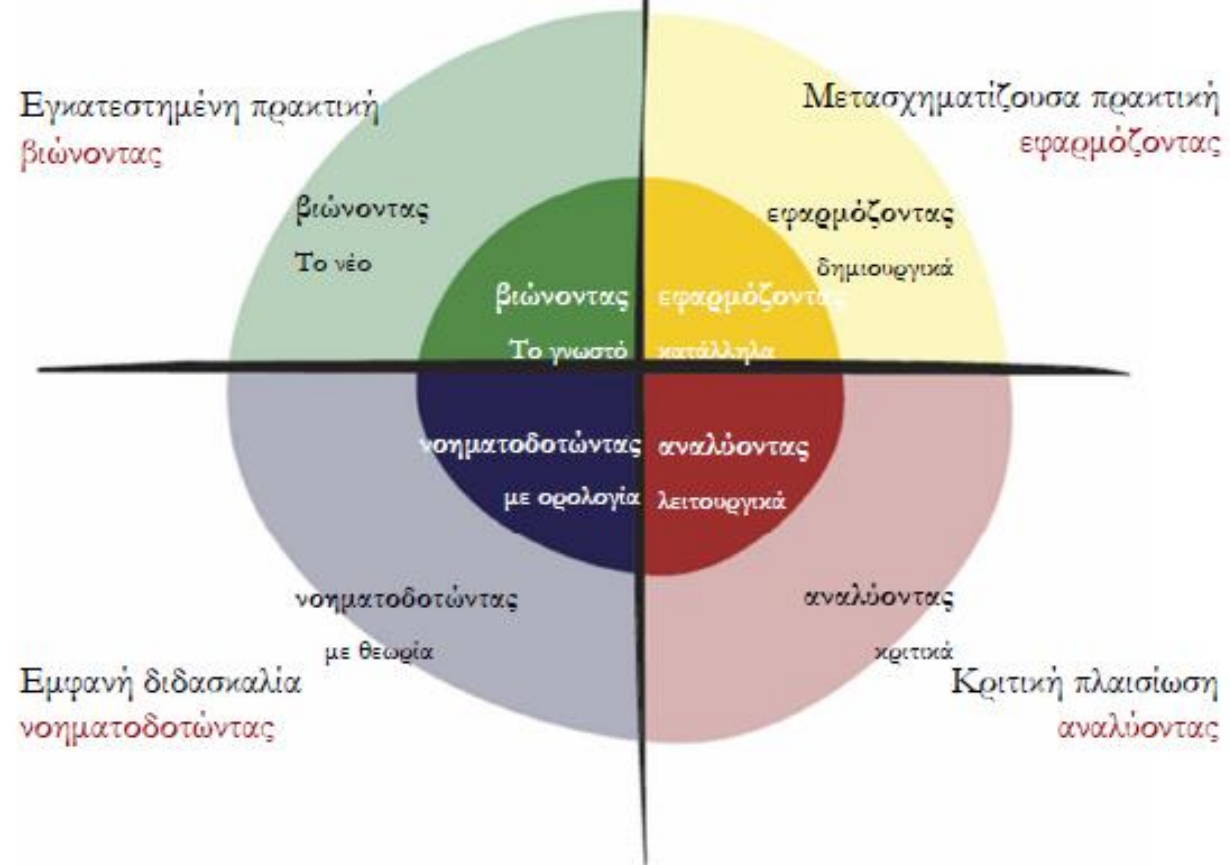 Εγκατεστημένη πρακτική
βιώνοντας
Μετασχηματίζουσα πρακτική
εφαρμόζοντας
βιώνοντας
Το νέο
εφαρμόζοντας
δημιουργικά
βιώνοντας
Το γνωστό
εφαρμόζοντας
κατάλληλα
νοηματοδοτώντας
με ορολογία
αναλύοντας
λειτουργικά
νοηματοδοτώντας
με θεωρία
αναλύοντας
κριτικά
Εμφανή διδασκαλία
νοηματοδοτώντας
Κριτική πλαισίωση
αναλύοντας